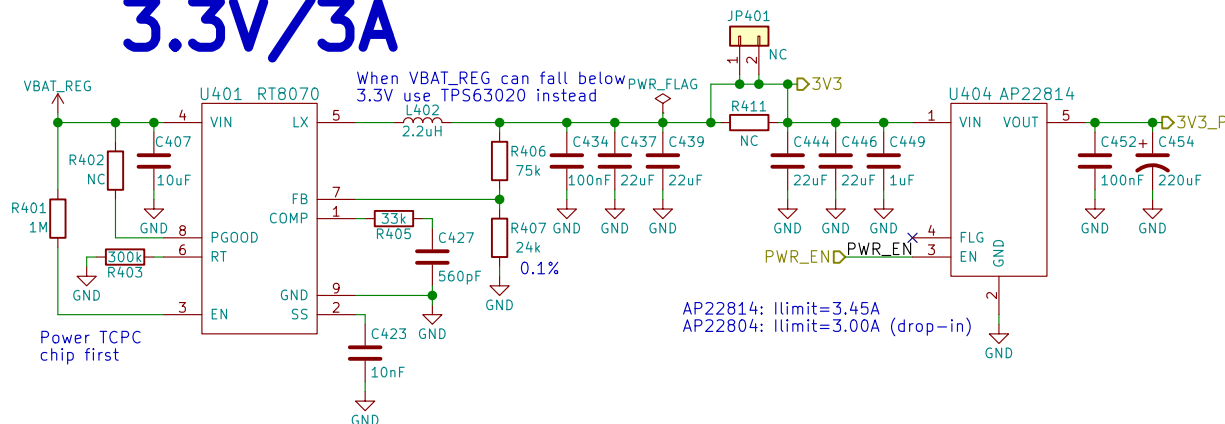 3.3V/3A
JP401
1
2
NC
When VBAT_REG can fall below
3.3V use TPS63020 instead
PWR_FLAG
3V3
VBAT_REG
U401 RT8070
4 VIN
LX 5
L402
2.2uH
R411
NC
U404 AP22814
1 VIN
VOUT 5
3V3_P
R402
NC
C407
10uF
GND
R406
75k
C434
100nF
GND
C437
22uF
GND
C439
22uF
GND
C444
22uF
GND
C446
22uF
GND
C449
1uF
GND
C452
100nF
GND
+
C454
220uF
GND
R401
1M
FB 7
COMP 1
33k
R405
C427
560pF
R407
24k
0.1%
GND
8 PGOOD
6 RT
300k
R403
GND
4 FLG
3 EN
GND
2
GND
PWR_EN
PWR_EN
GND 9
GND
3 EN
SS 2
C423
10nF
GND
Power TCPC
chip first
AP22814: Ilimit=3.45A
AP22804: Ilimit=3.00A (drop-in)